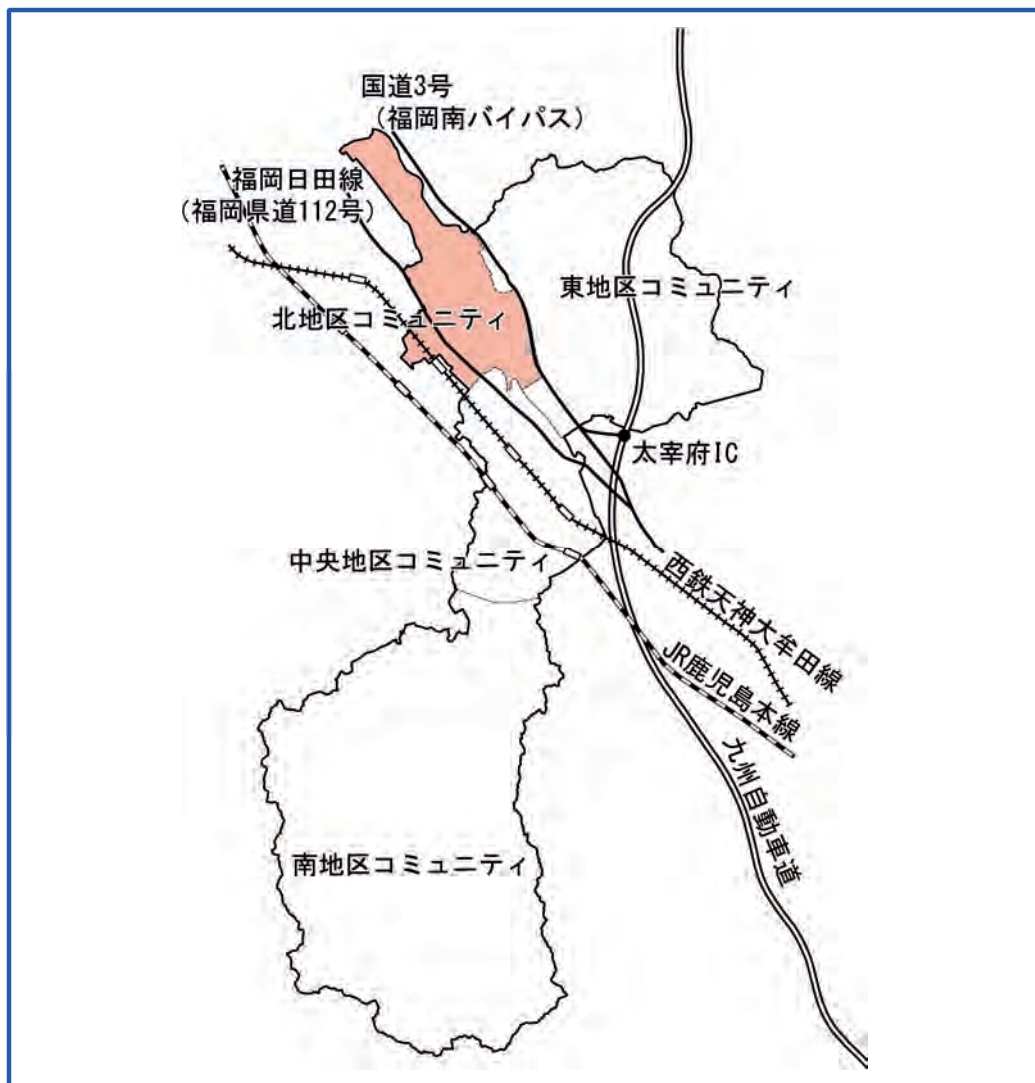 国道3号
(福岡南バイパス)
福岡日田線
(福岡県道112号)
東地区コミュニティ
北地区コミュニティ
太宰府IC
中央地区コミュニティ
西鉄天神大牟田線
JR鹿児島本線
九州自動車道
南地区コミュニティ